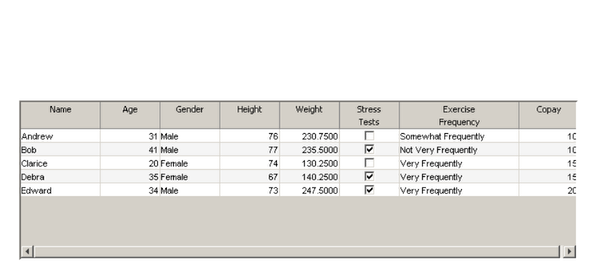 Name Age Gender Height Weight Stress Tests Exercise Frequency Copay
Andrew 31 Male 76 230.7500 Somewhat Frequently 10
Bob 41 Male 77 235.5000 Not Very Frequently 10
Clarice 20 Female 74 130.2500 Very Frequently 15
Debra 35 Female 67 140.2500 Very Frequently 15
Edward 34 Male 73 247.5000 Very Frequently 20